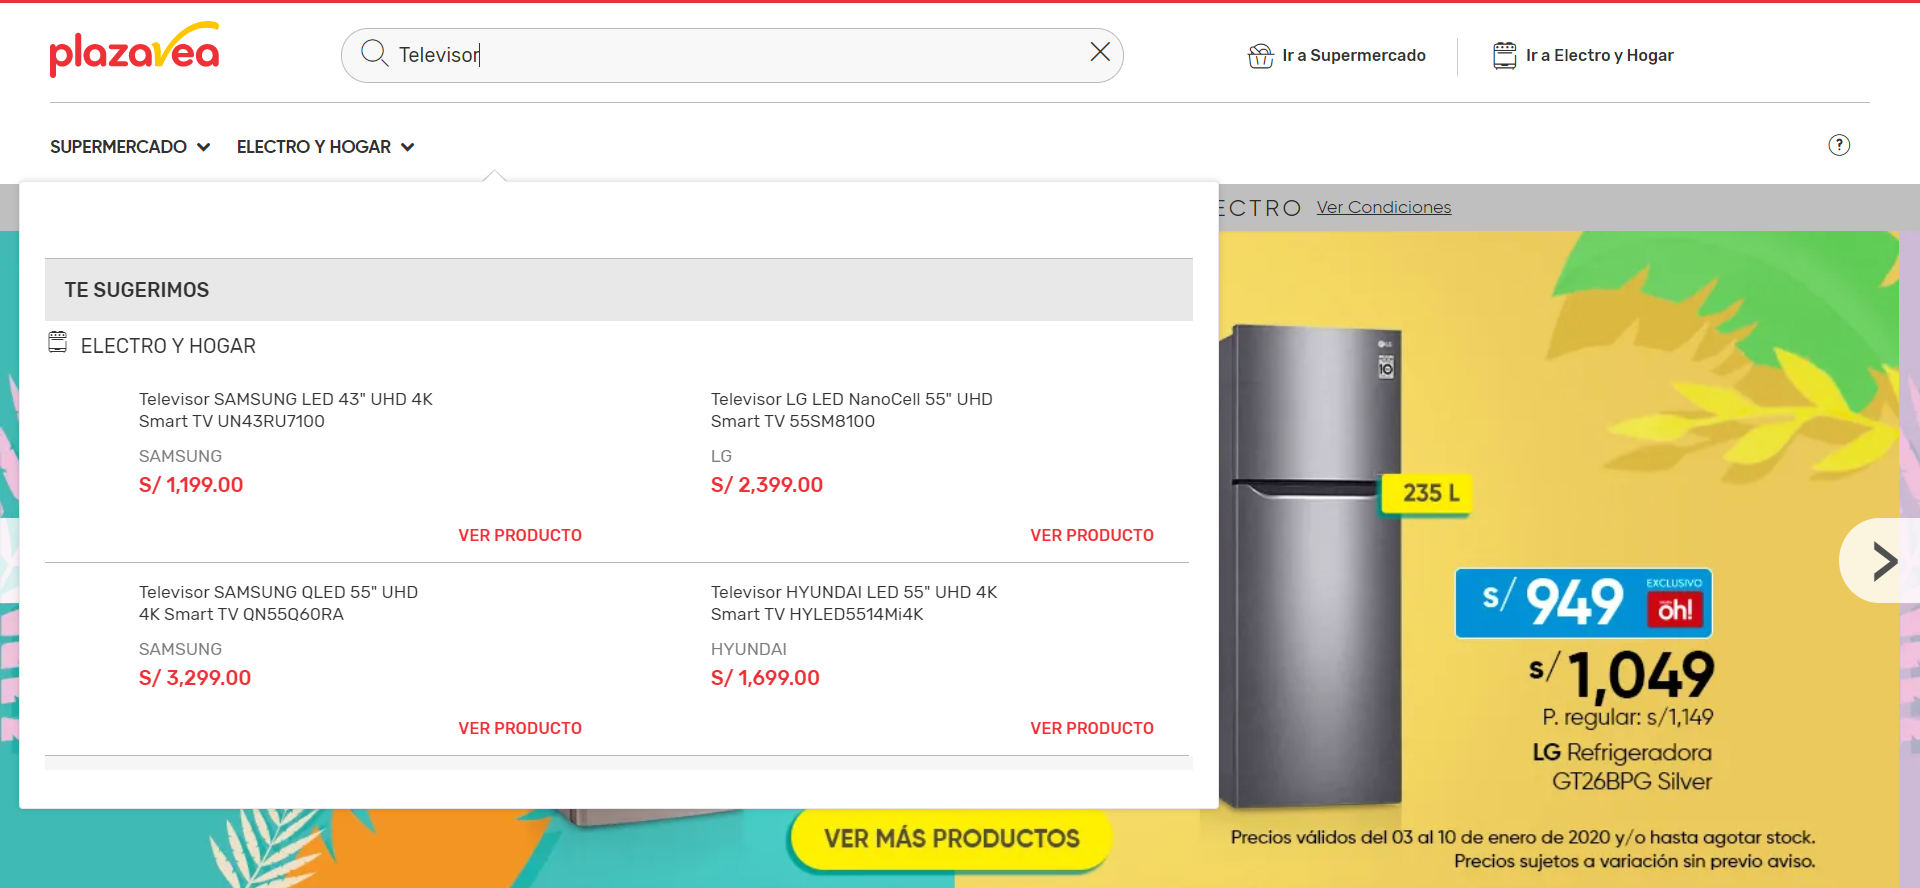 plazavea
Televisor
Ir a Supermercado
Ir a Electro y Hogar
SUPERMERCADO
ELECTRO Y HOGAR
?
Ver Condiciones
TE SUGERIMOS
ELECTRO Y HOGAR
Televisor SAMSUNG LED 43" UHD 4K
Smart TV UN43RU7100
SAMSUNG
S/ 1,199.00
VER PRODUCTO
Televisor LG LED NanoCell 55" UHD
Smart TV 55SM8100
LG
S/ 2,399.00
VER PRODUCTO
Televisor SAMSUNG QLED 55" UHD
4K Smart TV QN55Q60RA
SAMSUNG
S/ 3,299.00
VER PRODUCTO
Televisor HYUNDAI LED 55" UHD 4K
Smart TV HYLED5514Mi4K
HYUNDAI
S/ 1,699.00
VER PRODUCTO
LG
10
235 L
S/ 949
EXCLUSIVO
oh!
s/ 1,049
P. regular: s/1,149
LG Refrigeradora
GT26BPG Silver
VER MÁS PRODUCTOS
Precios válidos del 03 al 10 de enero de 2020 y/o hasta agotar stock.
Precios sujetos a variación sin previo aviso.